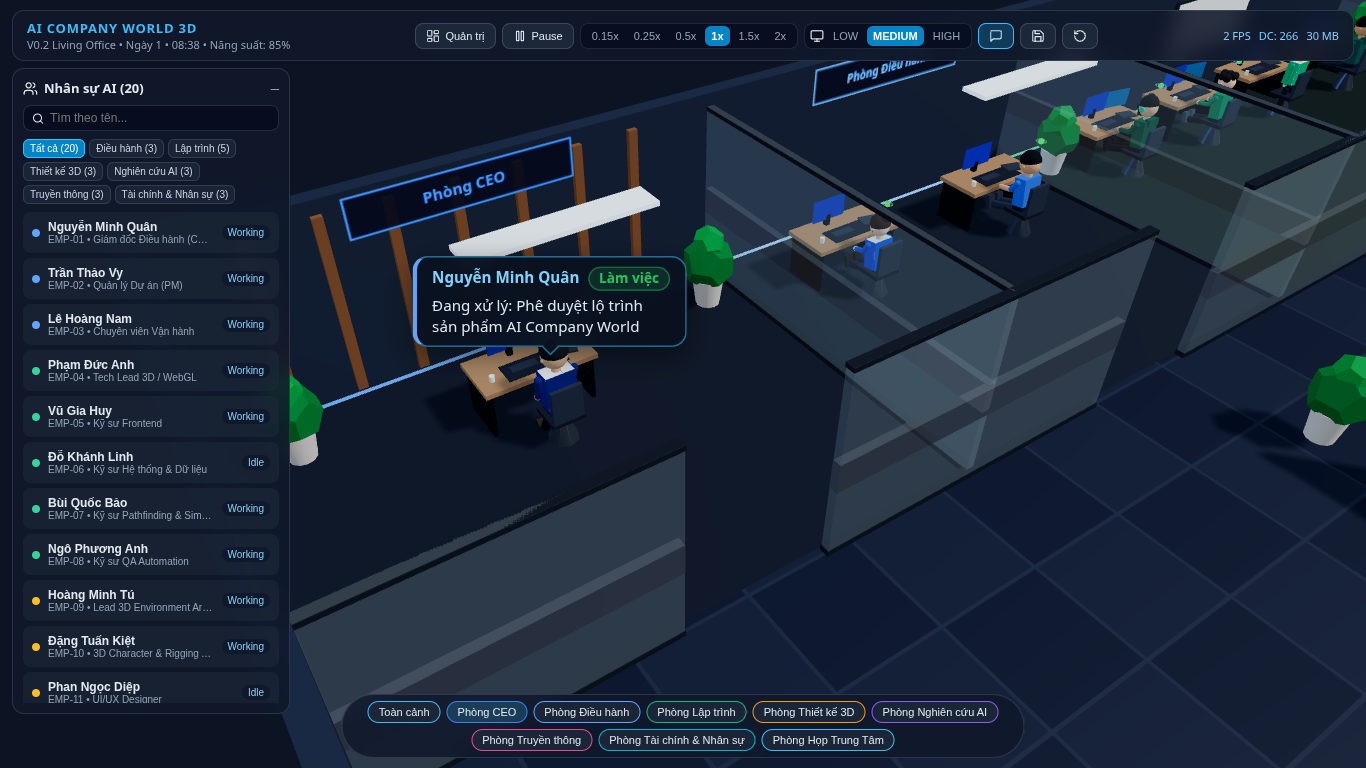 AI COMPANY WORLD 3D
V0.2 Living Office • Ngày 1 • 08:38 • Năng suất: 85%
Quản trị
Pause
0.15x 0.25x 0.5x 1x 1.5x 2x
LOW MEDIUM HIGH
2 FPS DC: 266 30 MB
Nhân sự AI (20)
Tìm theo tên...
Tất cả (20) Điều hành (3) Lập trình (5)
Thiết kế 3D (3) Nghiên cứu AI (3)
Truyền thông (3) Tài chính & Nhân sự (3)
Nguyễn Minh Quân
EMP-01 • Giám đốc Điều hành (C...
Working
Trần Thảo Vy
EMP-02 • Quản lý Dự án (PM)
Working
Lê Hoàng Nam
EMP-03 • Chuyên viên Vận hành
Working
Phạm Đức Anh
EMP-04 • Tech Lead 3D / WebGL
Working
Vũ Gia Huy
EMP-05 • Kỹ sư Frontend
Working
Đỗ Khánh Linh
EMP-06 • Kỹ sư Hệ thống & Dữ liệu
Idle
Bùi Quốc Bảo
EMP-07 • Kỹ sư Pathfinding & Sim...
Working
Ngô Phương Anh
EMP-08 • Kỹ sư QA Automation
Working
Hoàng Minh Tú
EMP-09 • Lead 3D Environment Ar...
Working
Đặng Tuấn Kiệt
EMP-10 • 3D Character & Rigging ...
Working
Phan Ngọc Diệp
EMP-11 • UI/UX Designer
Idle
Phòng CEO
Phòng Điều hành
Nguyễn Minh Quân
Làm việc
Đang xử lý: Phê duyệt lộ trình
sản phẩm AI Company World
Toàn cảnh Phòng CEO Phòng Điều hành Phòng Lập trình Phòng Thiết kế 3D Phòng Nghiên cứu AI
Phòng Truyền thông Phòng Tài chính & Nhân sự Phòng Họp Trung Tâm